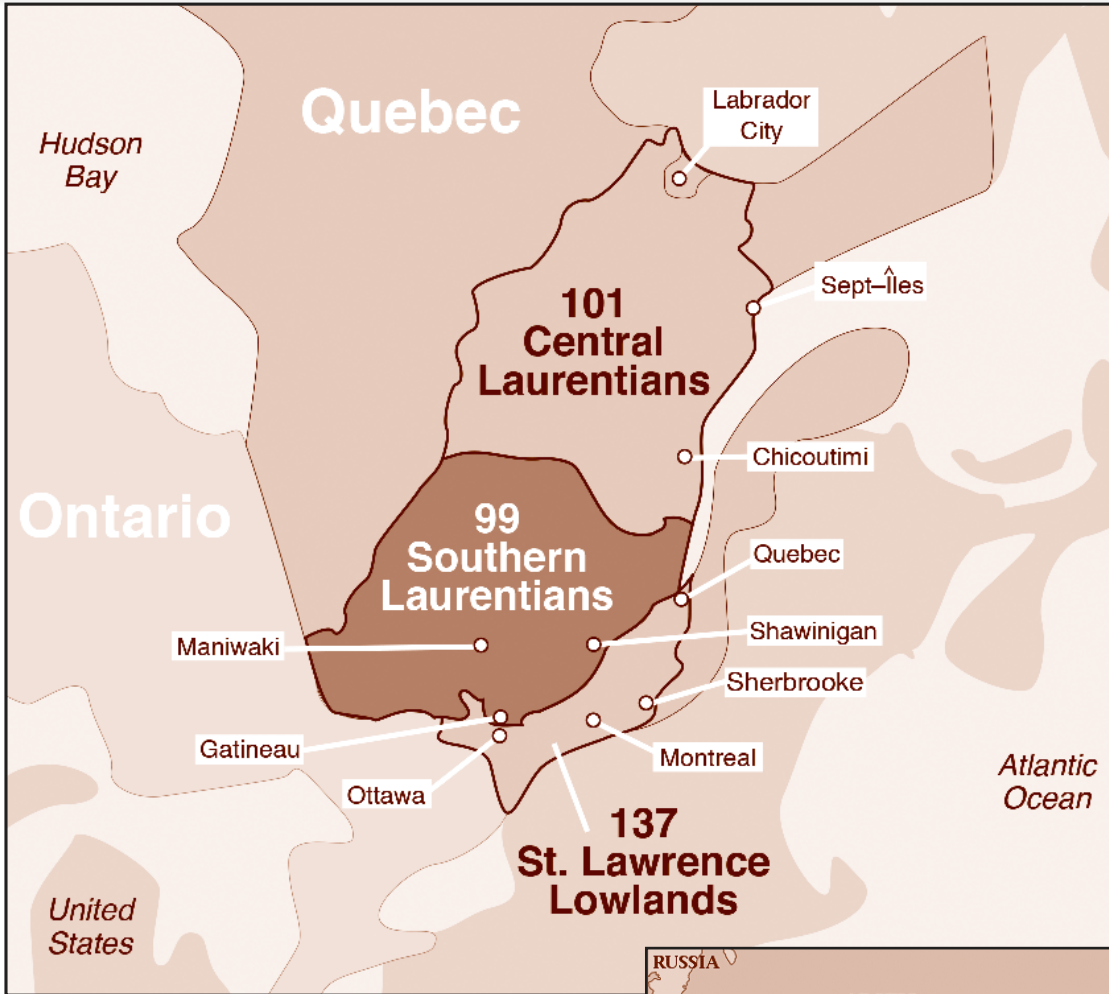 Quebec
Hudson
Bay
Labrador
City
Sept–Îles
101
Central
Laurentians
Chicoutimi
Ontario
99
Southern
Laurentians
Quebec
Maniwaki
Shawinigan
Sherbrooke
Gatineau
Montreal
Ottawa
Atlantic
Ocean
137
St. Lawrence
Lowlands
United
States
RUSSIA